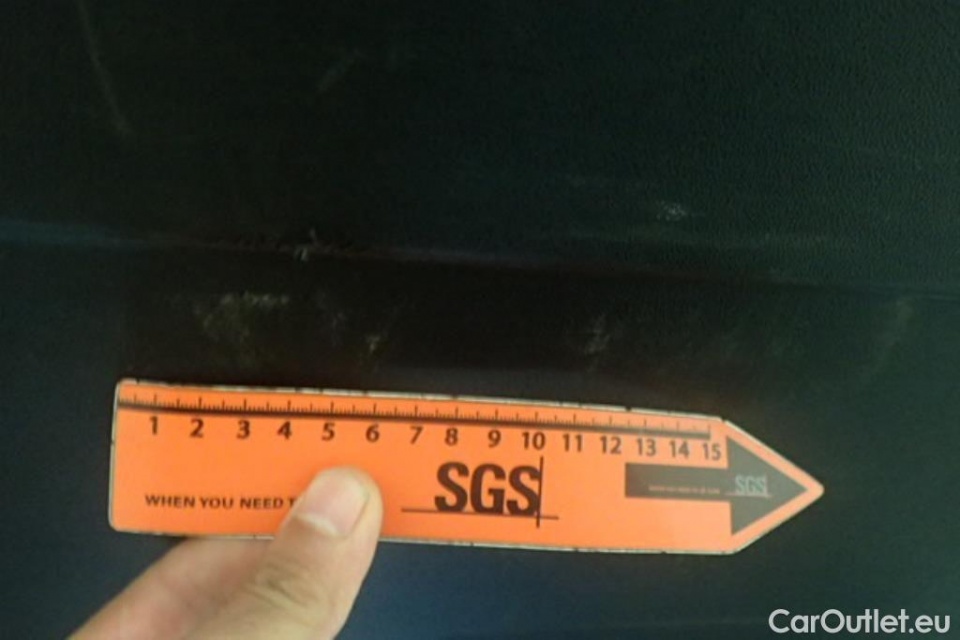 1 2 3 4 5 6 7 8 9 10 11 12 13 14 15
SGS
SGS
WHEN YOU NEED
CarOutlet.eu